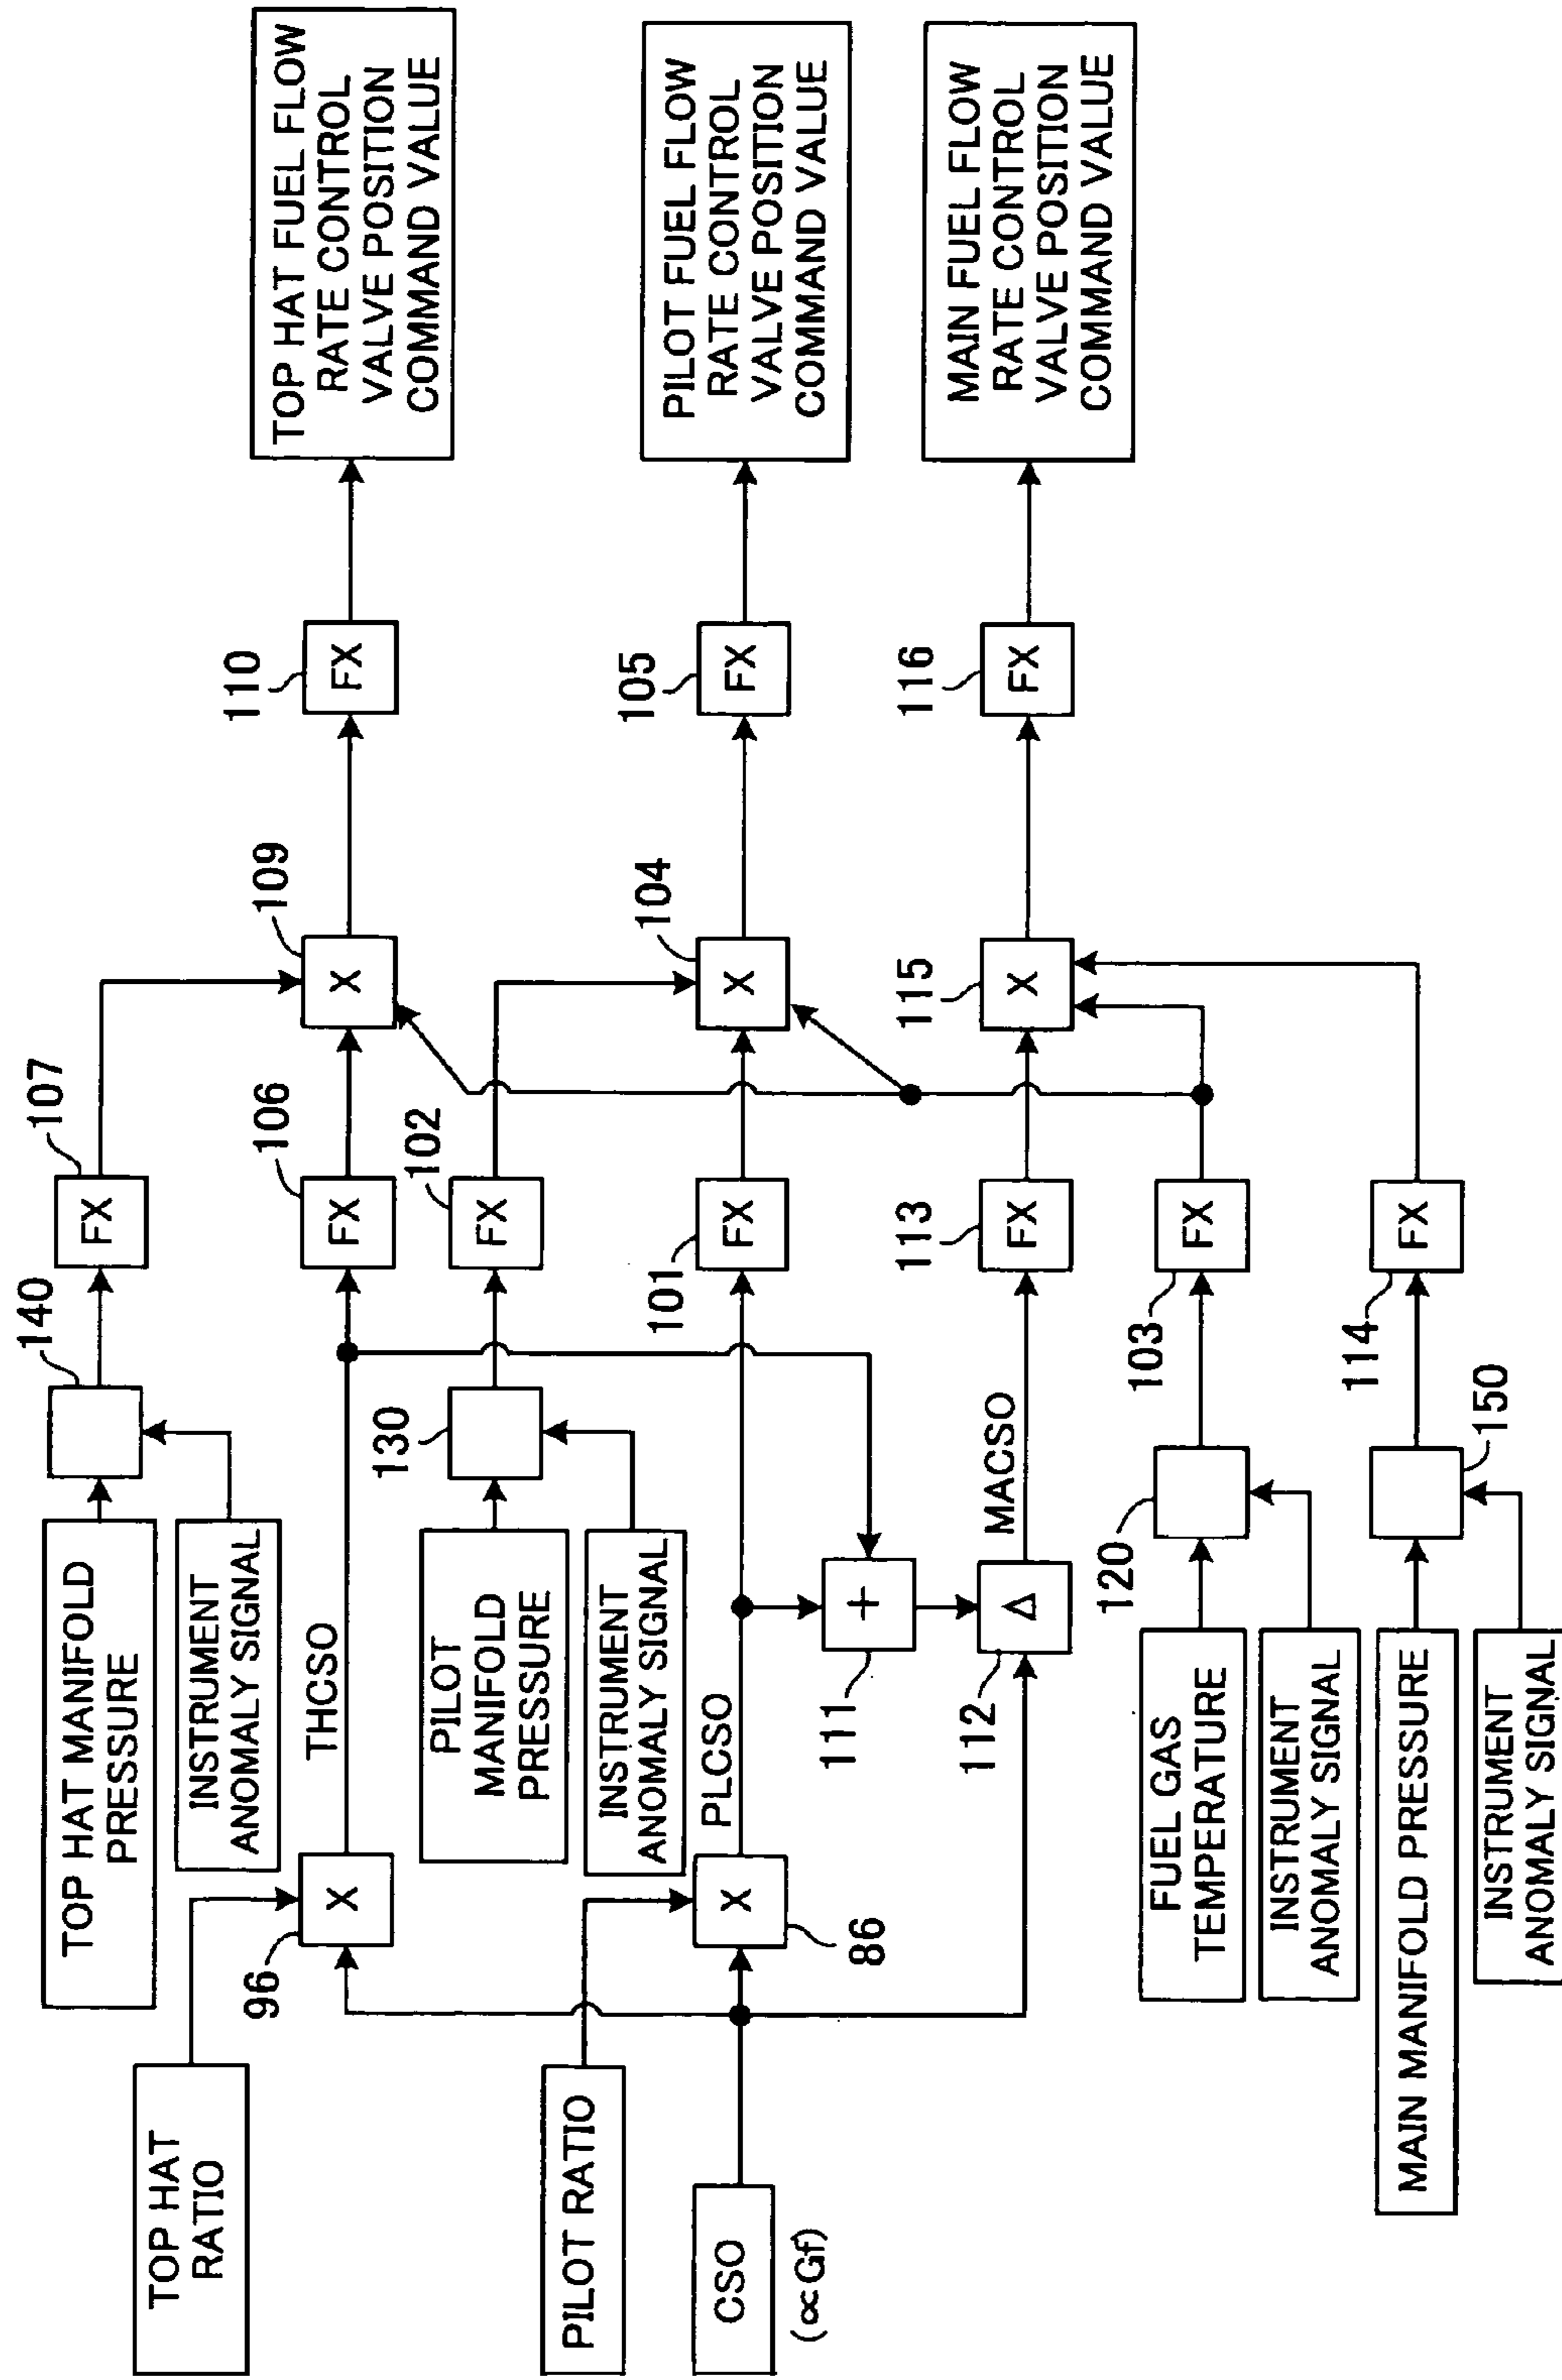 TOP HAT
RATIO
PILOT RATIO
CSO
(∝Gf)
TOP HAT MANIFOLD
PRESSURE
INSTRUMENT
ANOMALY SIGNAL
140
107
FX
96
X
THCSO
106
FX
109
X
110
FX
TOP HAT FUEL FLOW
RATE CONTROL
VALVE POSITION
COMMAND VALUE
PILOT
MANIFOLD
PRESSURE
INSTRUMENT
ANOMALY SIGNAL
130
102
FX
86
X
PLCSO
101
FX
104
X
105
FX
PILOT FUEL FLOW
RATE CONTROL
VALVE POSITION
COMMAND VALUE
111
+
112
Δ
MACSO
113
FX
115
X
116
FX
MAIN FUEL FLOW
RATE CONTROL
VALVE POSITION
COMMAND VALUE
FUEL GAS
TEMPERATURE
INSTRUMENT
ANOMALY SIGNAL
120
103
FX
MAIN MANIFOLD PRESSURE
INSTRUMENT
ANOMALY SIGNAL
150
114
FX